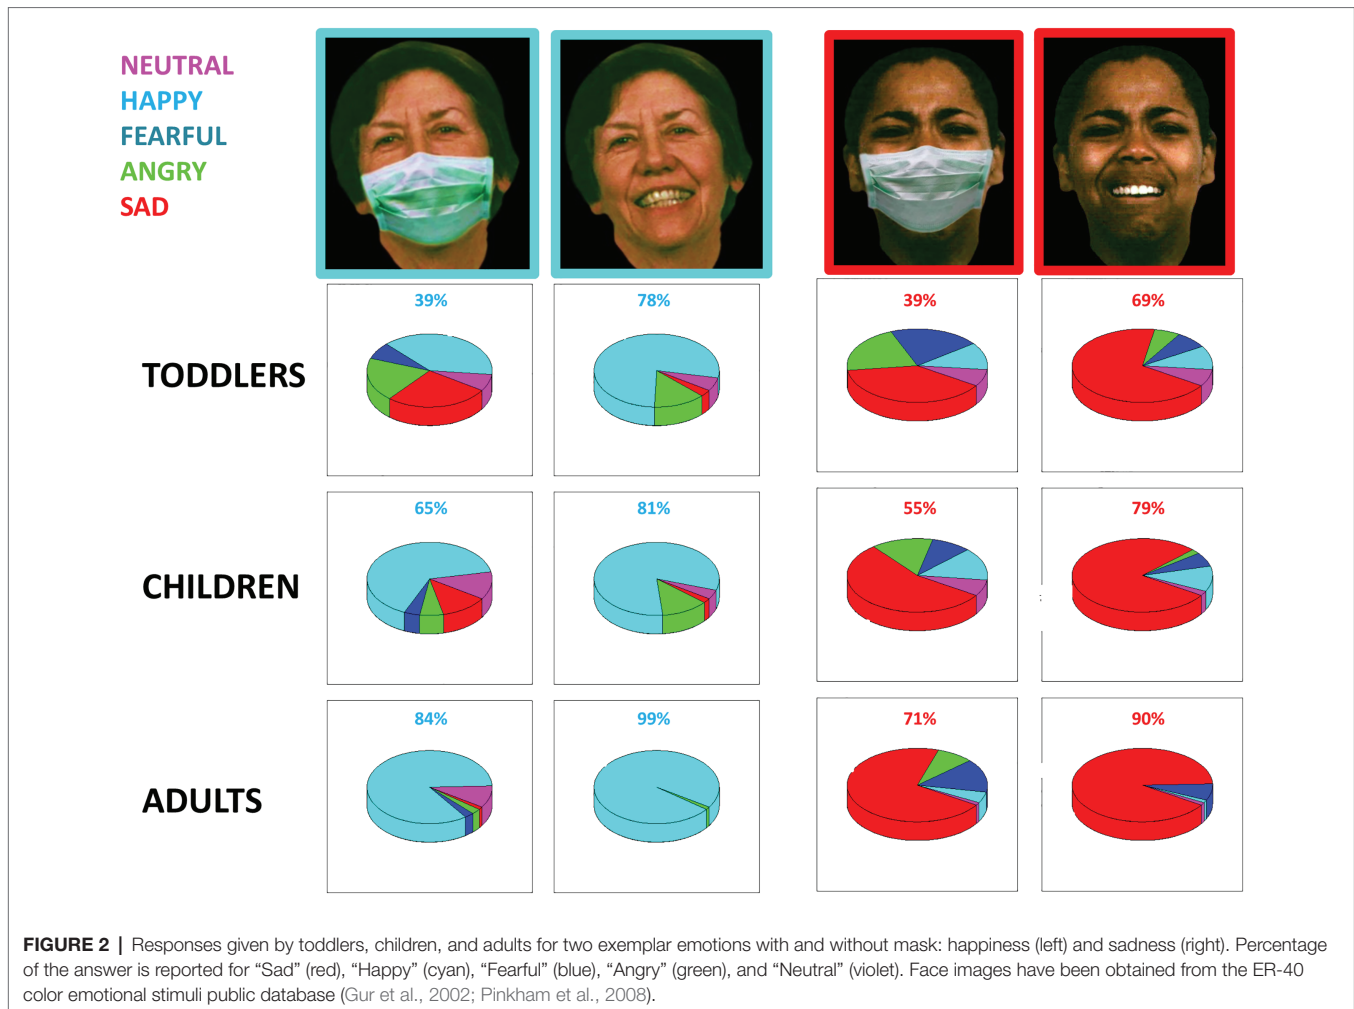 NEUTRAL
HAPPY
FEARFUL
ANGRY
SAD
39% 78% 39% 69%
TODDLERS
65% 81% 55% 79%
CHILDREN
84% 99% 71% 90%
ADULTS
FIGURE 2 | Responses given by toddlers, children, and adults for two exemplar emotions with and without mask: happiness (left) and sadness (right). Percentage
of the answer is reported for “Sad” (red), “Happy” (cyan), “Fearful” (blue), “Angry” (green), and “Neutral” (violet). Face images have been obtained from the ER-40
color emotional stimuli public database (Gur et al., 2002; Pinkham et al., 2008).